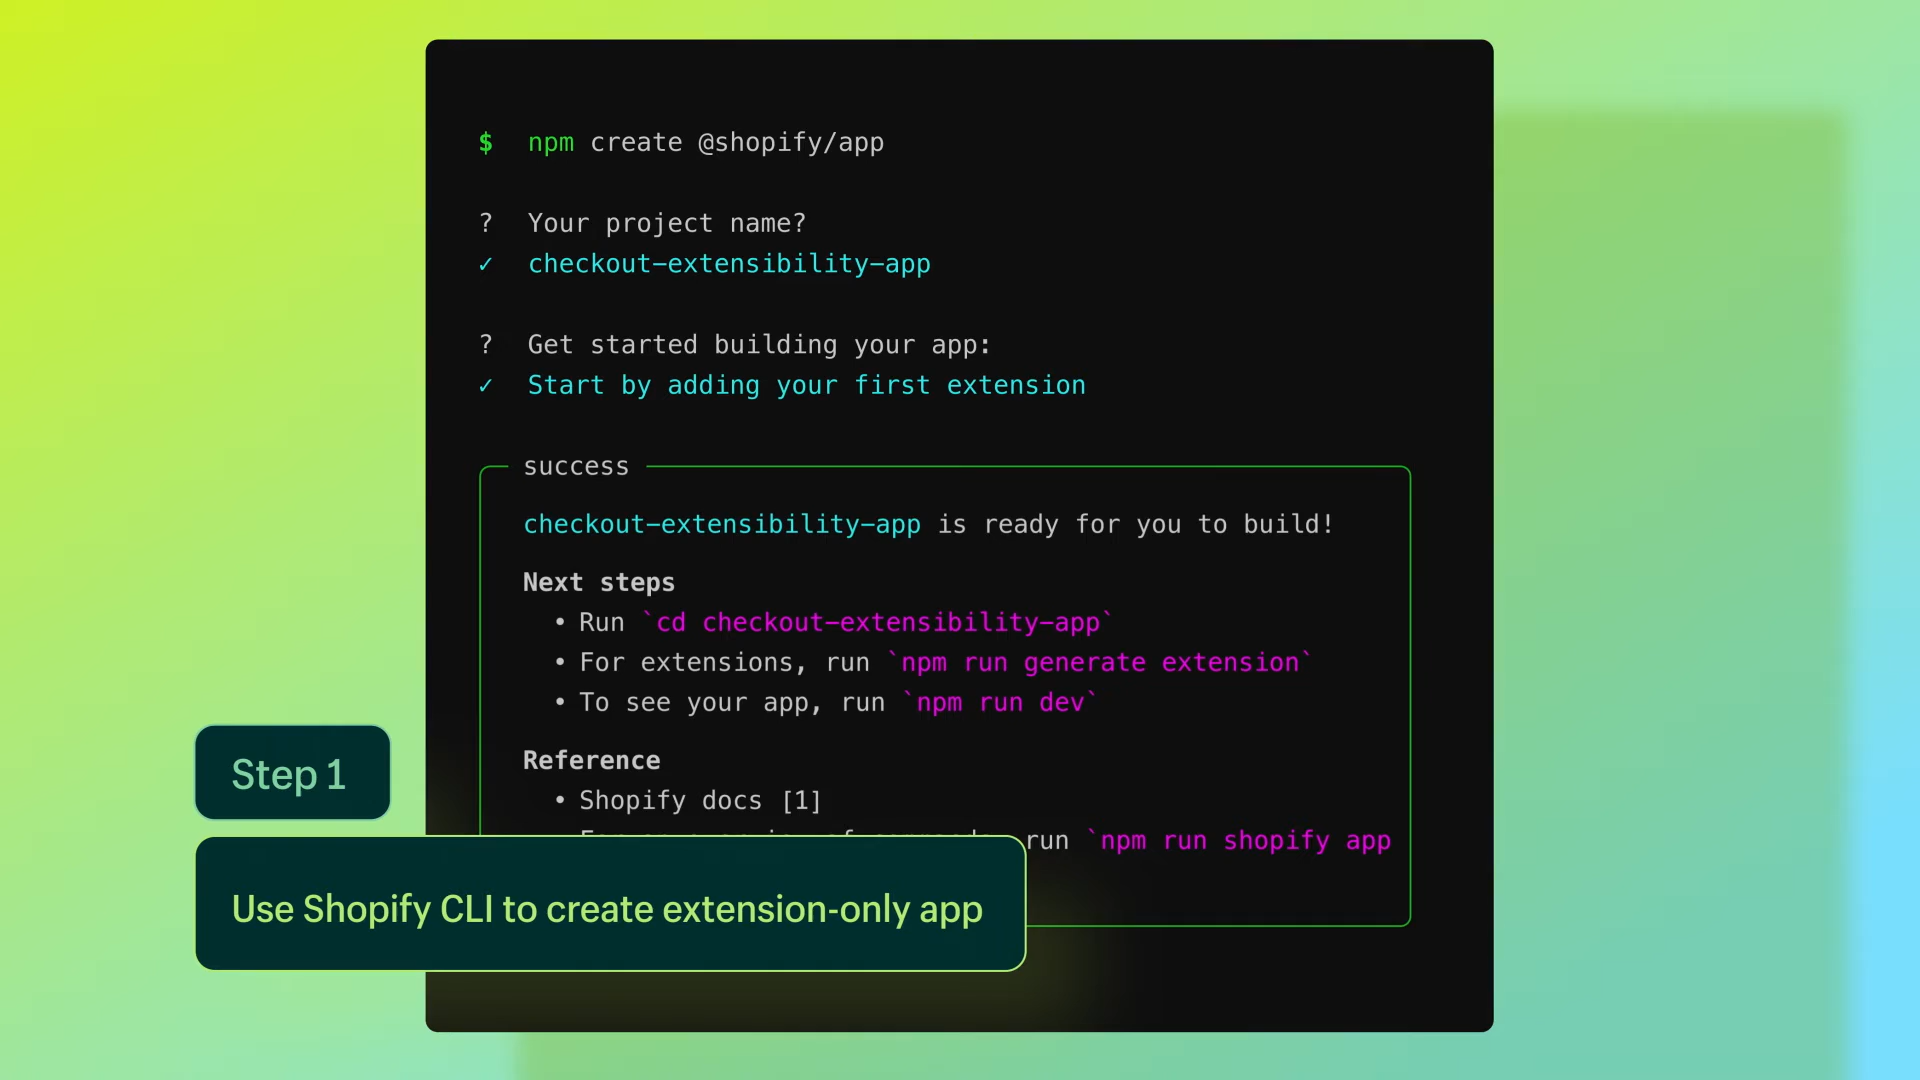 $ npm create @shopify/app
? Your project name?
✓ checkout-extensibility-app
? Get started building your app:
✓ Start by adding your first extension
success
checkout-extensibility-app is ready for you to build!
Next steps
• Run `cd checkout-extensibility-app`
• For extensions, run `npm run generate extension`
• To see your app, run `npm run dev`
Reference
• Shopify docs [1]
run `npm run shopify app
Step 1
Use Shopify CLI to create extension-only app